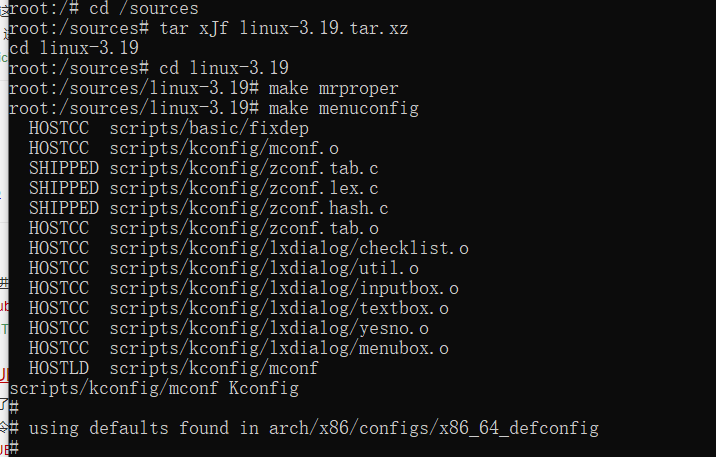 root:/# cd /sources
root:/sources# tar xJf linux-3.19.tar.xz
cd linux-3.19
root:/sources# cd linux-3.19
root:/sources/linux-3.19# make mrproper
root:/sources/linux-3.19# make menuconfig
  HOSTCC  scripts/basic/fixdep
  HOSTCC  scripts/kconfig/mconf.o
  SHIPPED scripts/kconfig/zconf.tab.c
  SHIPPED scripts/kconfig/zconf.lex.c
  SHIPPED scripts/kconfig/zconf.hash.c
  HOSTCC  scripts/kconfig/zconf.tab.o
  HOSTCC  scripts/kconfig/lxdialog/checklist.o
  HOSTCC  scripts/kconfig/lxdialog/util.o
  HOSTCC  scripts/kconfig/lxdialog/inputbox.o
  HOSTCC  scripts/kconfig/lxdialog/textbox.o
  HOSTCC  scripts/kconfig/lxdialog/yesno.o
  HOSTCC  scripts/kconfig/lxdialog/menubox.o
  HOSTLD  scripts/kconfig/mconf
scripts/kconfig/mconf Kconfig
#
# using defaults found in arch/x86/configs/x86_64_defconfig
#